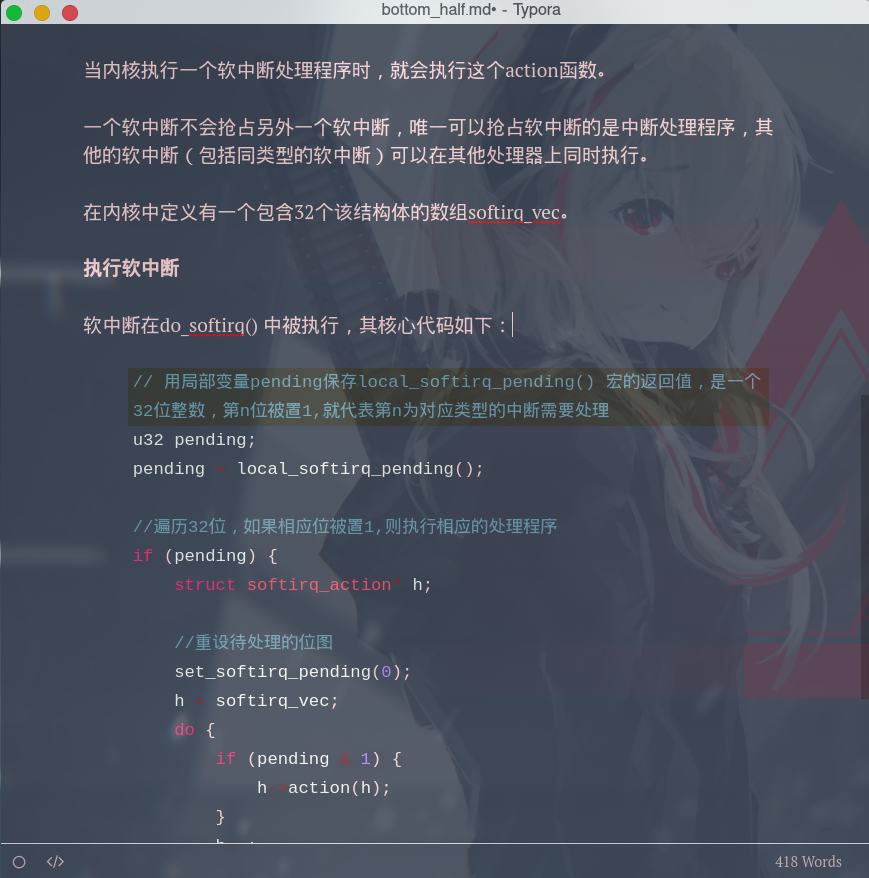 bottom_half.md• - Typora
当内核执行一个软中断处理程序时，就会执行这个action函数。
一个软中断不会抢占另外一个软中断，唯一可以抢占软中断的是中断处理程序，其
他的软中断（包括同类型的软中断）可以在其他处理器上同时执行。
在内核中定义有一个包含32个该结构体的数组softirq_vec。
执行软中断
软中断在do_softirq() 中被执行，其核心代码如下：
// 用局部变量pending保存local_softirq_pending() 宏的返回值，是一个
32位整数，第n位被置1,就代表第n为对应类型的中断需要处理
u32 pending;
pending = local_softirq_pending();
//遍历32位，如果相应位被置1,则执行相应的处理程序
if (pending) {
struct softirq_action* h;
//重设待处理的位图
set_softirq_pending(0);
h = softirq_vec;
do {
if (pending & 1) {
h->action(h);
}
418 Words